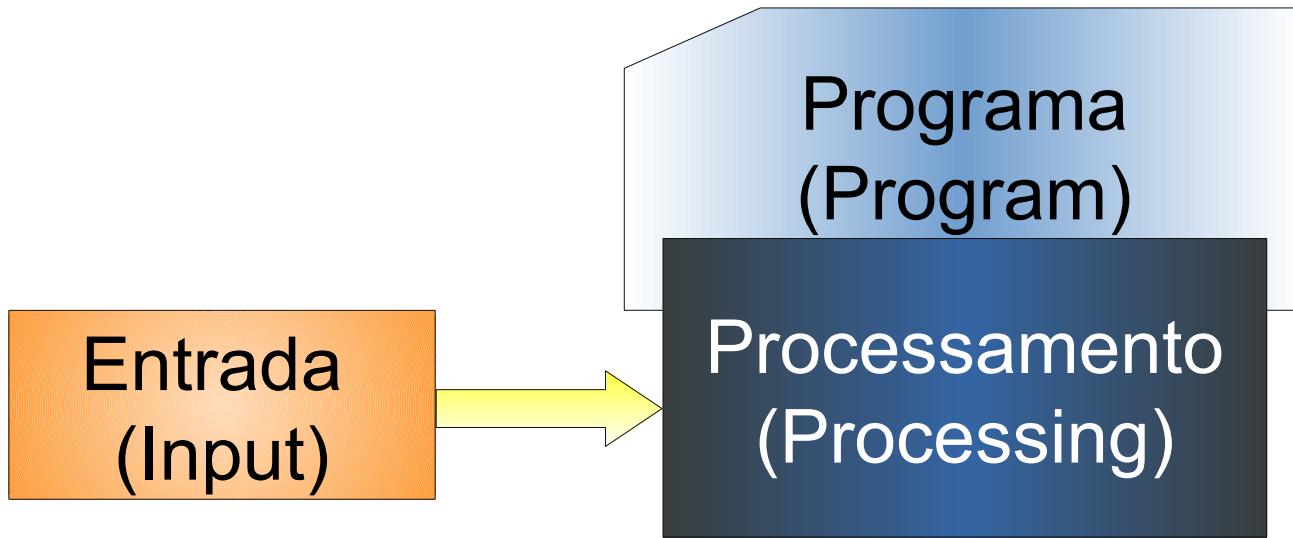 Programa
(Program)
Entrada
(Input)
Processamento
(Processing)